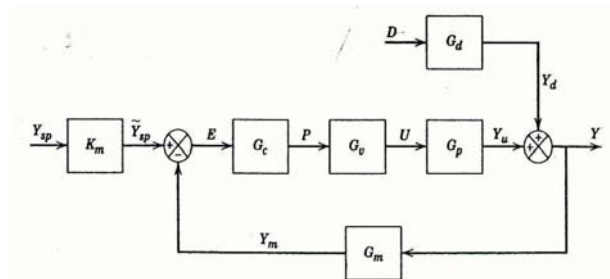 D
G_d
Y_d
Y_sp
K_m
Ỹ_sp
+
−
E
G_c
P
G_v
U
G_p
Y_u
+
+
Y
Y_m
G_m